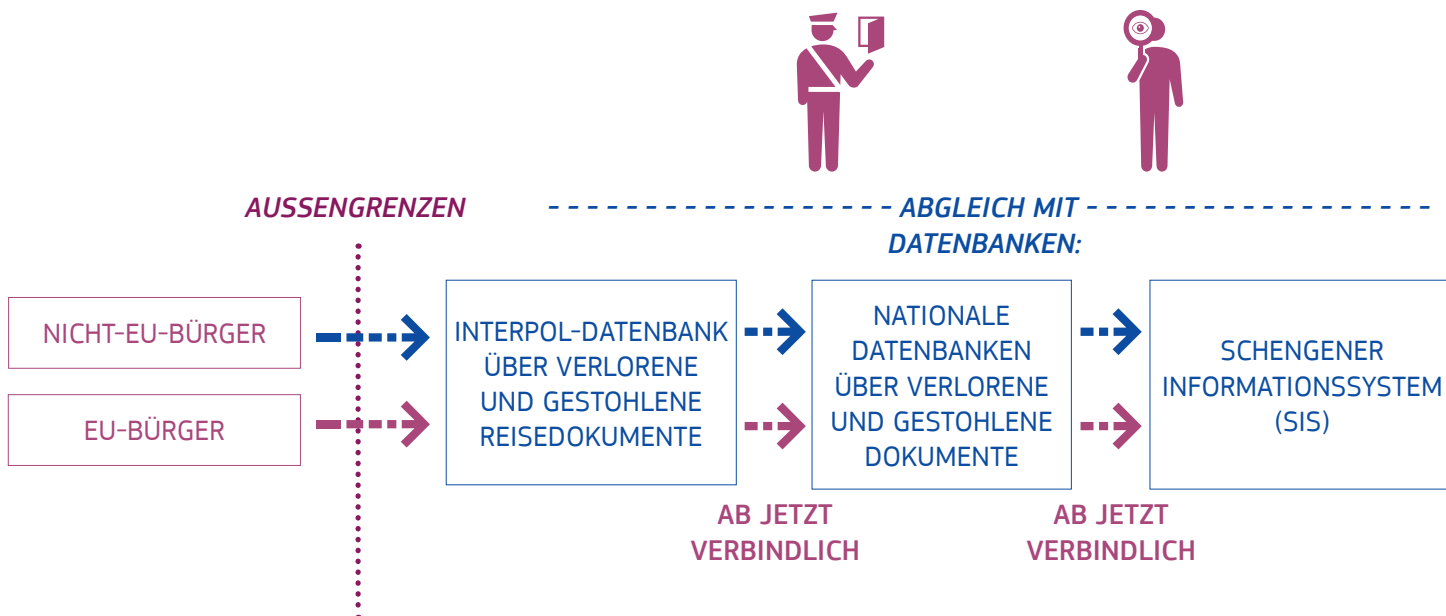 AUSSENGRENZEN
ABGLEICH MIT
DATENBANKEN:
NICHT-EU-BÜRGER
EU-BÜRGER
INTERPOL-DATENBANK
ÜBER VERLORENE
UND GESTOHLENE
REISEDOKUMENTE
NATIONALE
DATENBANKEN
ÜBER VERLORENE
UND GESTOHLENE
DOKUMENTE
SCHENGENER
INFORMATIONSSYSTEM
(SIS)
AB JETZT
VERBINDLICH
AB JETZT
VERBINDLICH